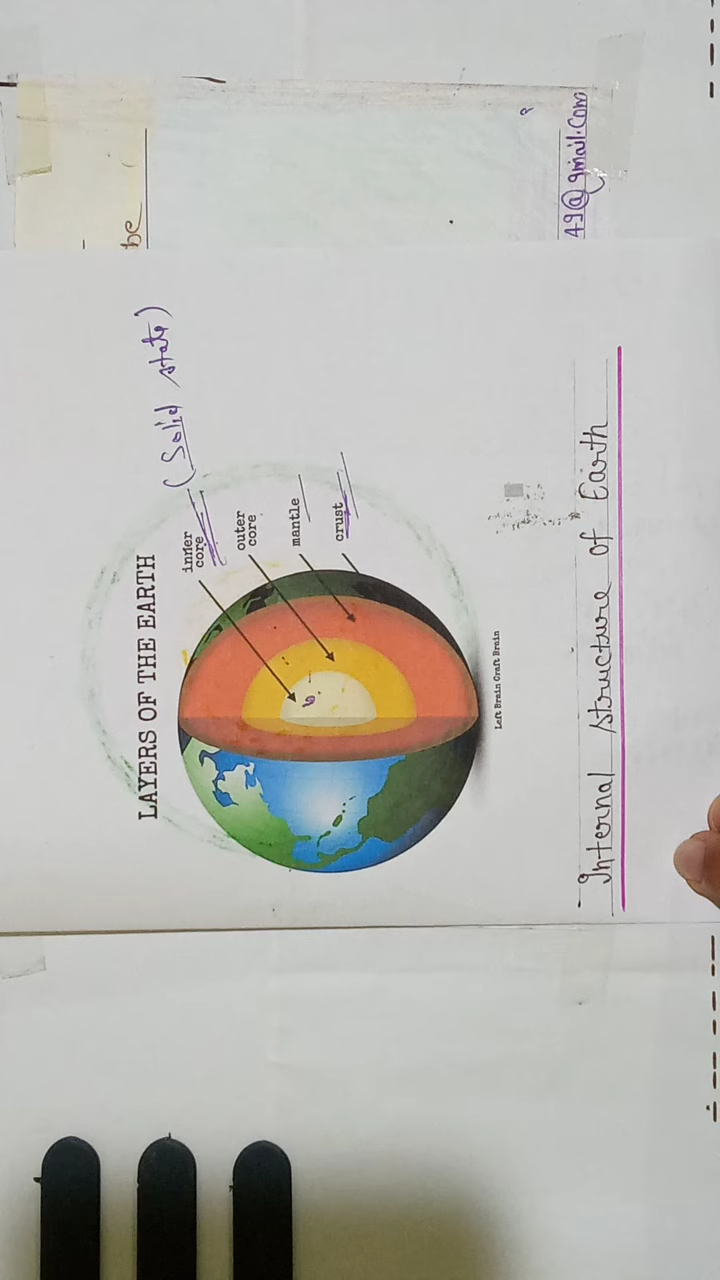 LAYERS OF THE EARTH
inner
core
(Solid state)
outer
core
mantle
crust
Left Brain Craft Brain
Internal structure of Earth
be
49@gmail.com